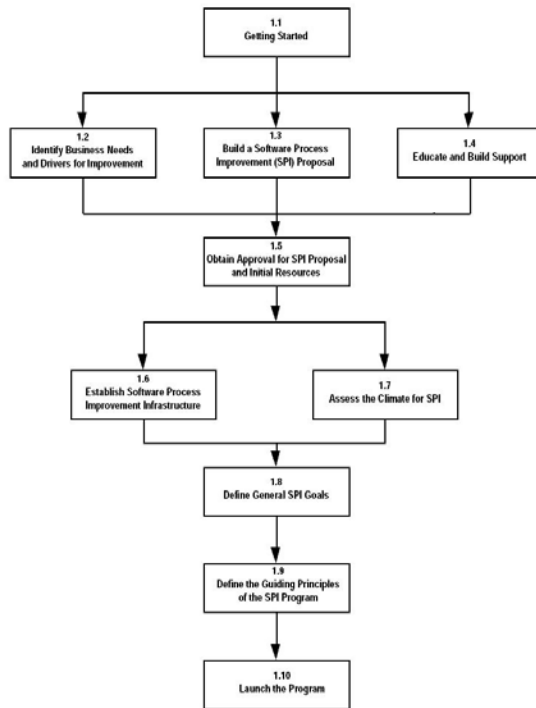 1.1
Getting Started
1.2
Identify Business Needs
and Drivers for Improvement
1.3
Build a Software Process
Improvement (SPI) Proposal
1.4
Educate and Build Support
1.5
Obtain Approval for SPI Proposal
and Initial Resources
1.6
Establish Software Process
Improvement Infrastructure
1.7
Assess the Climate for SPI
1.8
Define General SPI Goals
1.9
Define the Guiding Principles
of the SPI Program
1.10
Launch the Program